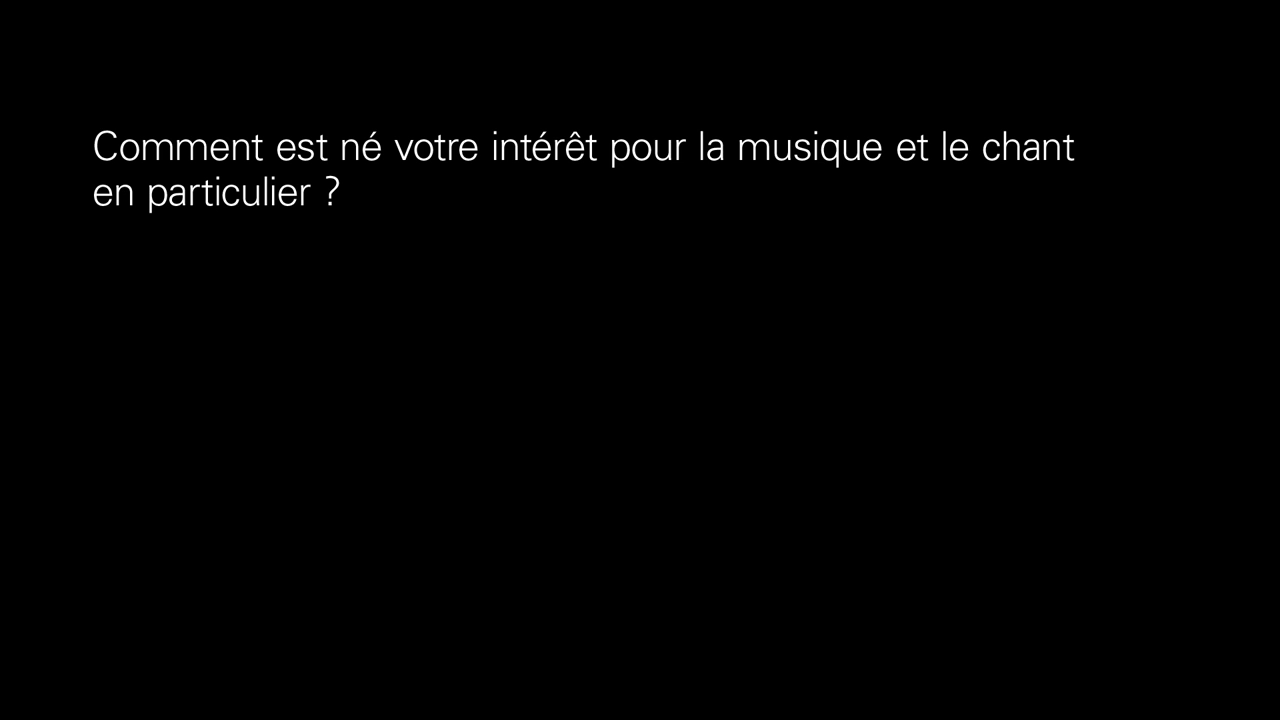 Comment est né votre intérêt pour la musique et le chant
en particulier ?